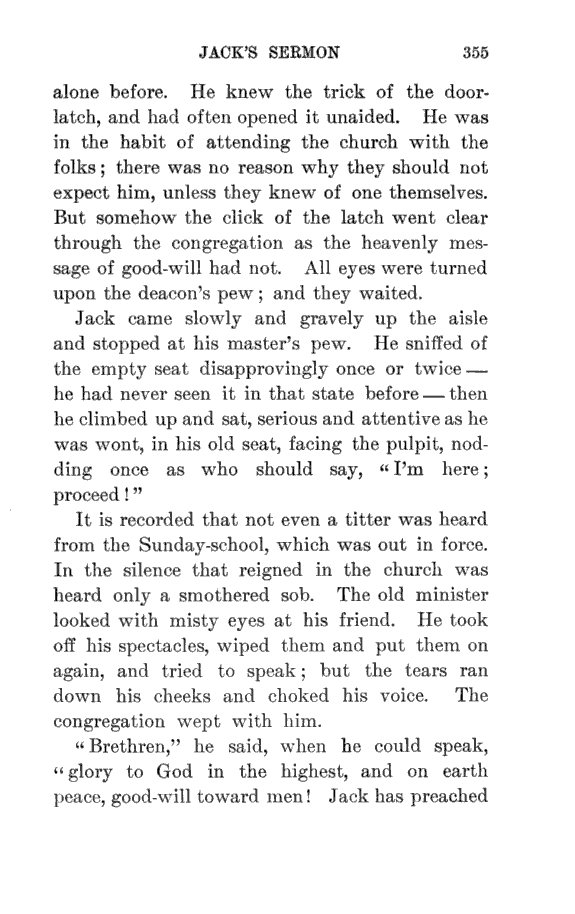 JACK'S SERMON 355
alone before. He knew the trick of the door-
latch, and had often opened it unaided. He was
in the habit of attending the church with the
folks; there was no reason why they should not
expect him, unless they knew of one themselves.
But somehow the click of the latch went clear
through the congregation as the heavenly mes-
sage of good-will had not. All eyes were turned
upon the deacon's pew; and they waited.
Jack came slowly and gravely up the aisle
and stopped at his master's pew. He sniffed of
the empty seat disapprovingly once or twice —
he had never seen it in that state before — then
he climbed up and sat, serious and attentive as he
was wont, in his old seat, facing the pulpit, nod-
ding once as who should say, "I'm here;
proceed!"
It is recorded that not even a titter was heard
from the Sunday-school, which was out in force.
In the silence that reigned in the church was
heard only a smothered sob. The old minister
looked with misty eyes at his friend. He took
off his spectacles, wiped them and put them on
again, and tried to speak; but the tears ran
down his cheeks and choked his voice. The
congregation wept with him.
"Brethren," he said, when he could speak,
"glory to God in the highest, and on earth
peace, good-will toward men! Jack has preached